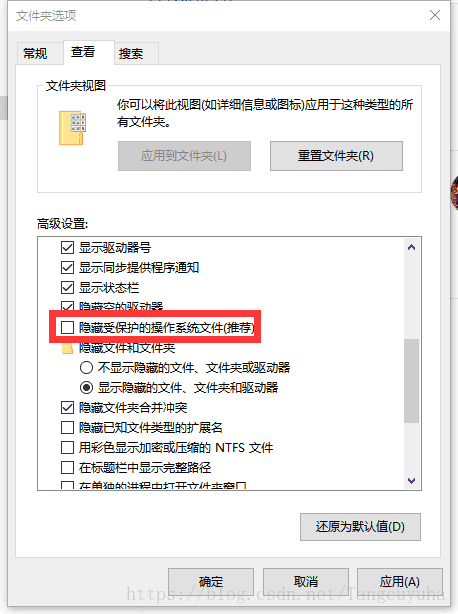 文件夹选项
常规
查看
搜索
文件夹视图
你可以将此视图(如详细信息或图标)应用于这种类型的所
有文件夹。
应用到文件夹(L)
重置文件夹(R)
高级设置:
显示驱动器号
显示同步提供程序通知
显示状态栏
隐藏空的驱动器
隐藏受保护的操作系统文件(推荐)
隐藏文件和文件夹
不显示隐藏的文件、文件夹或驱动器
显示隐藏的文件、文件夹和驱动器
隐藏文件夹合并冲突
隐藏已知文件类型的扩展名
用彩色显示加密或压缩的 NTFS 文件
在标题栏中显示完整路径
在单独的进程中打开文件夹窗口
还原为默认值(D)
确定
取消
应用(A)
https://blog.csdn.net/Tangcuyuha